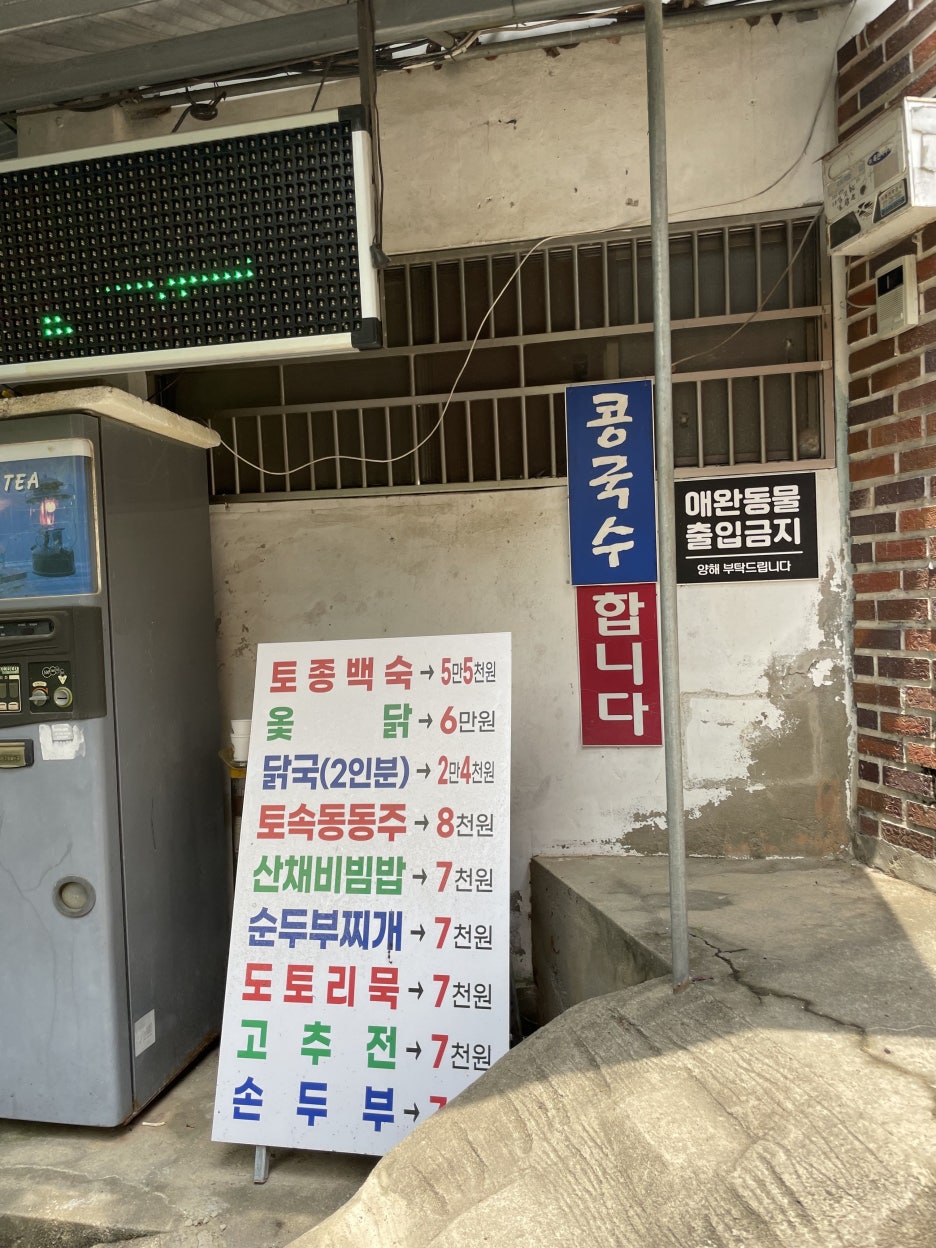 TEA
콩국수
합니다
애완동물
출입금지
양해 부탁드립니다
토종백숙→5만5천원
옻닭→6만원
닭국(2인분)→2만4천원
토속동동주→8천원
산채비빔밥→7천원
순두부찌개→7천원
도토리묵→7천원
고추전→7천원
손두부→